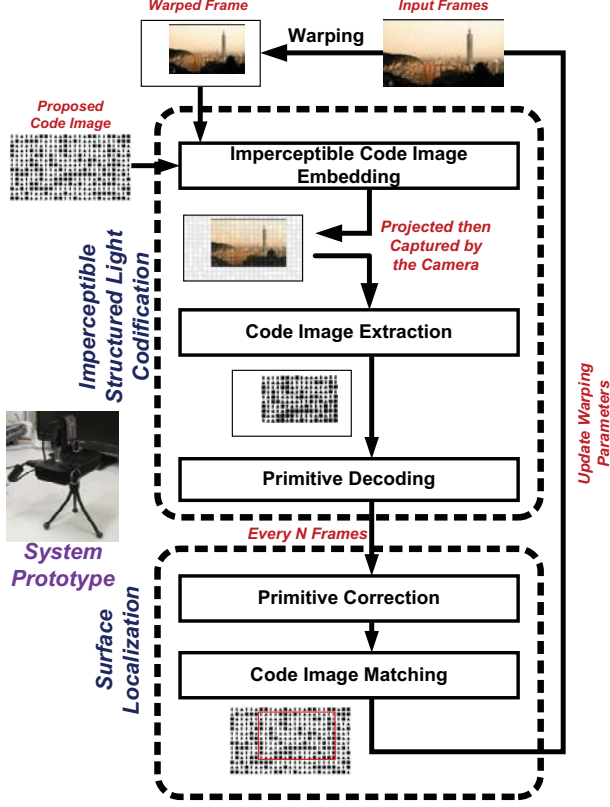 Warped Frame
Input Frames
Warping
Proposed
Code Image
Imperceptible Code Image
Embedding
Projected then
Captured by
the Camera
Imperceptible
Structured Light
Codification
Code Image Extraction
Update Warping
Parameters
Primitive Decoding
System
Prototype
Every N Frames
Primitive Correction
Surface
Localization
Code Image Matching